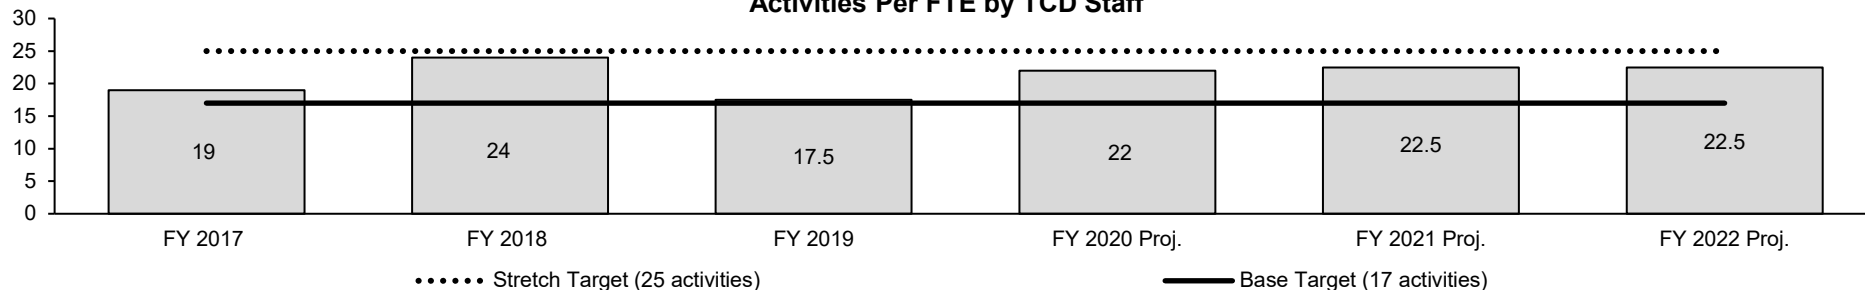 Activities Per FTE by TCD Staff
30
25
20
15
10
5
0
19
24
17.5
22
22.5
22.5
FY 2017
FY 2018
FY 2019
FY 2020 Proj.
FY 2021 Proj.
FY 2022 Proj.
Stretch Target (25 activities)
Base Target (17 activities)